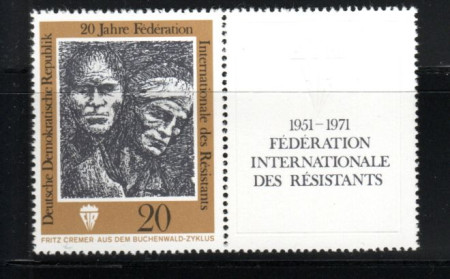 20 Jahre Fédération
Internationale des Résistants
Deutsche Demokratische Republik
FIR
20
FRITZ CREMER · AUS DEM BUCHENWALD-ZYKLUS
1951–1971
FÉDÉRATION
INTERNATIONALE
DES RÉSISTANTS